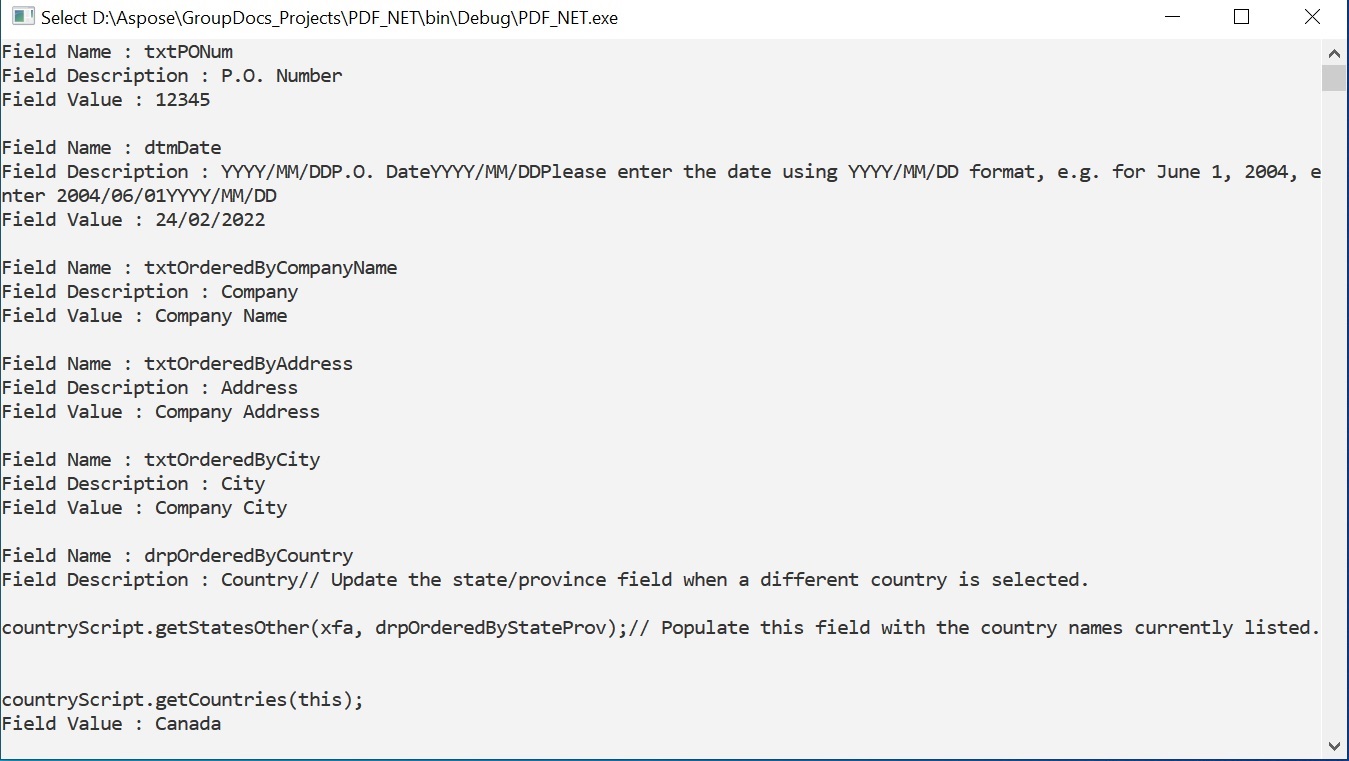 Select D:\Aspose\GroupDocs_Projects\PDF_NET\bin\Debug\PDF_NET.exe
Field Name : txtPONum
Field Description : P.O. Number
Field Value : 12345
Field Name : dtmDate
Field Description : YYYY/MM/DDP.O. DateYYYY/MM/DDPlease enter the date using YYYY/MM/DD format, e.g. for June 1, 2004, e
nter 2004/06/01YYYY/MM/DD
Field Value : 24/02/2022
Field Name : txtOrderedByCompanyName
Field Description : Company
Field Value : Company Name
Field Name : txtOrderedByAddress
Field Description : Address
Field Value : Company Address
Field Name : txtOrderedByCity
Field Description : City
Field Value : Company City
Field Name : drpOrderedByCountry
Field Description : Country// Update the state/province field when a different country is selected.
countryScript.getStatesOther(xfa, drpOrderedByStateProv);// Populate this field with the country names currently listed.
countryScript.getCountries(this);
Field Value : Canada